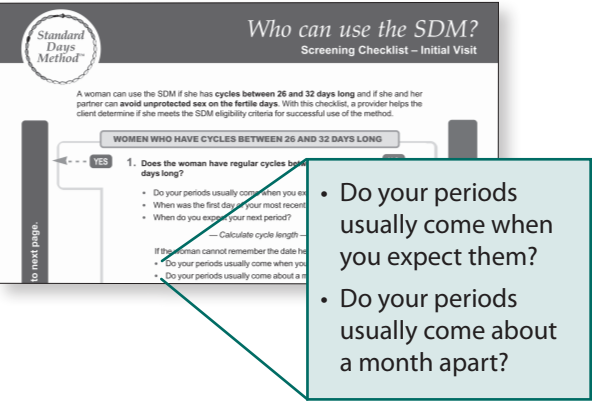 Standard
Days
Method™
Who can use the SDM?
Screening Checklist – Initial Visit
A woman can use the SDM if she has cycles between 26 and 32 days long and if she and her
partner can avoid unprotected sex on the fertile days. With this checklist, a provider helps the
client determine if she meets the SDM eligibility criteria for successful use of the method.
WOMEN WHO HAVE CYCLES BETWEEN 26 AND 32 DAYS LONG
YES
1. Does the woman have regular cycles
days long?
• Do your periods usually come when you
• When was the first day of your most recent
• When do you expect your next period?
— Calculate cycle length —
If the woman cannot remember the date
• Do your periods usually come when you
• Do your periods usually come about a
to next page.
• Do your periods
usually come when
you expect them?
• Do your periods
usually come about
a month apart?